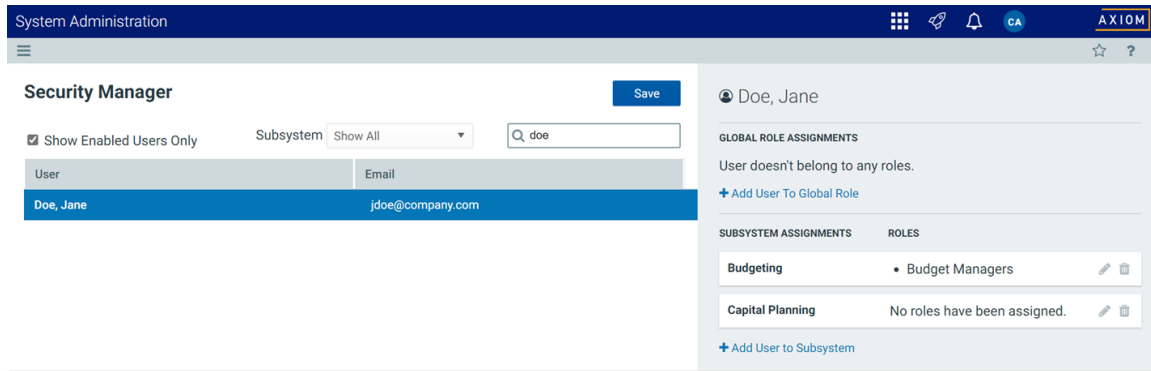 System Administration
CA
AXIOM
?
Security Manager
Save
Show Enabled Users Only
Subsystem
Show All
doe
User
Email
Doe, Jane
jdoe@company.com
Doe, Jane
GLOBAL ROLE ASSIGNMENTS
User doesn't belong to any roles.
+ Add User To Global Role
SUBSYSTEM ASSIGNMENTS
ROLES
Budgeting
• Budget Managers
Capital Planning
No roles have been assigned.
+ Add User to Subsystem